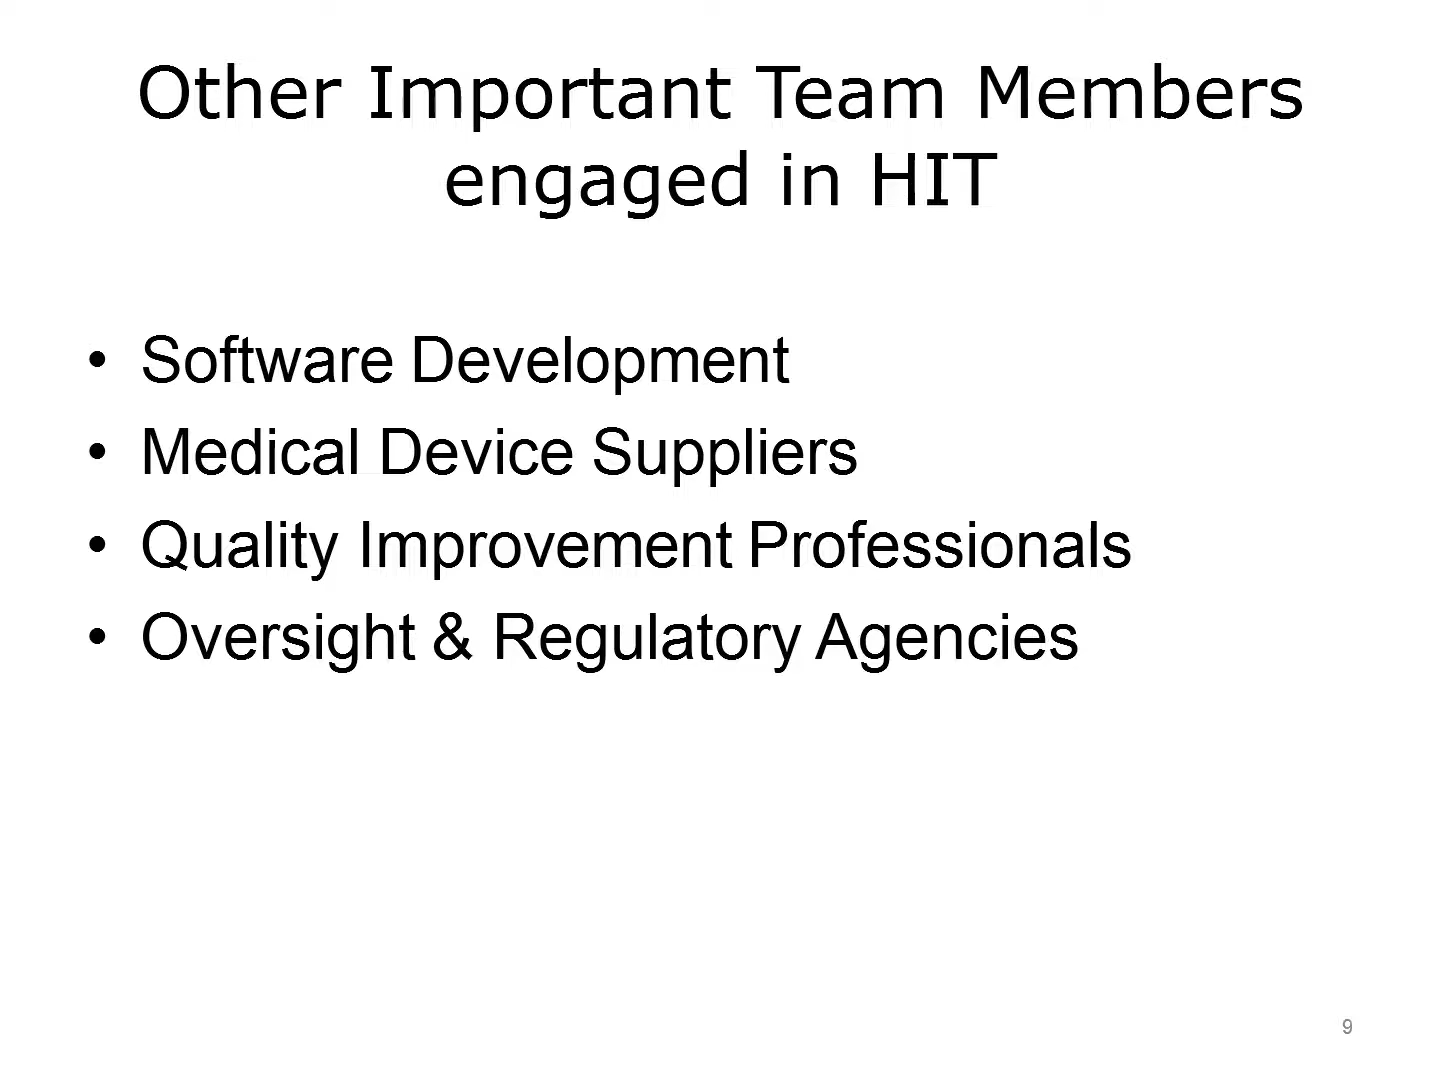 Other Important Team Members
engaged in HIT
• Software Development
• Medical Device Suppliers
• Quality Improvement Professionals
• Oversight & Regulatory Agencies
9